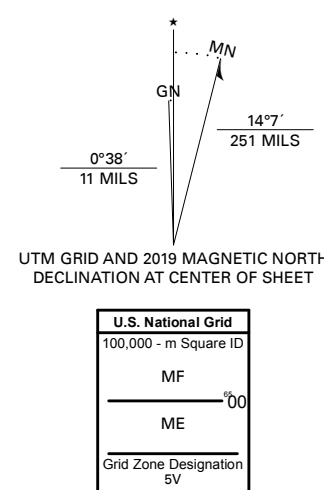 ★
MN
GN
14°7´
251 MILS
0°38´
11 MILS
UTM GRID AND 2019 MAGNETIC NORTH
DECLINATION AT CENTER OF SHEET
U.S. National Grid
100,000 - m Square ID
MF
⁶⁵00
ME
Grid Zone Designation
5V